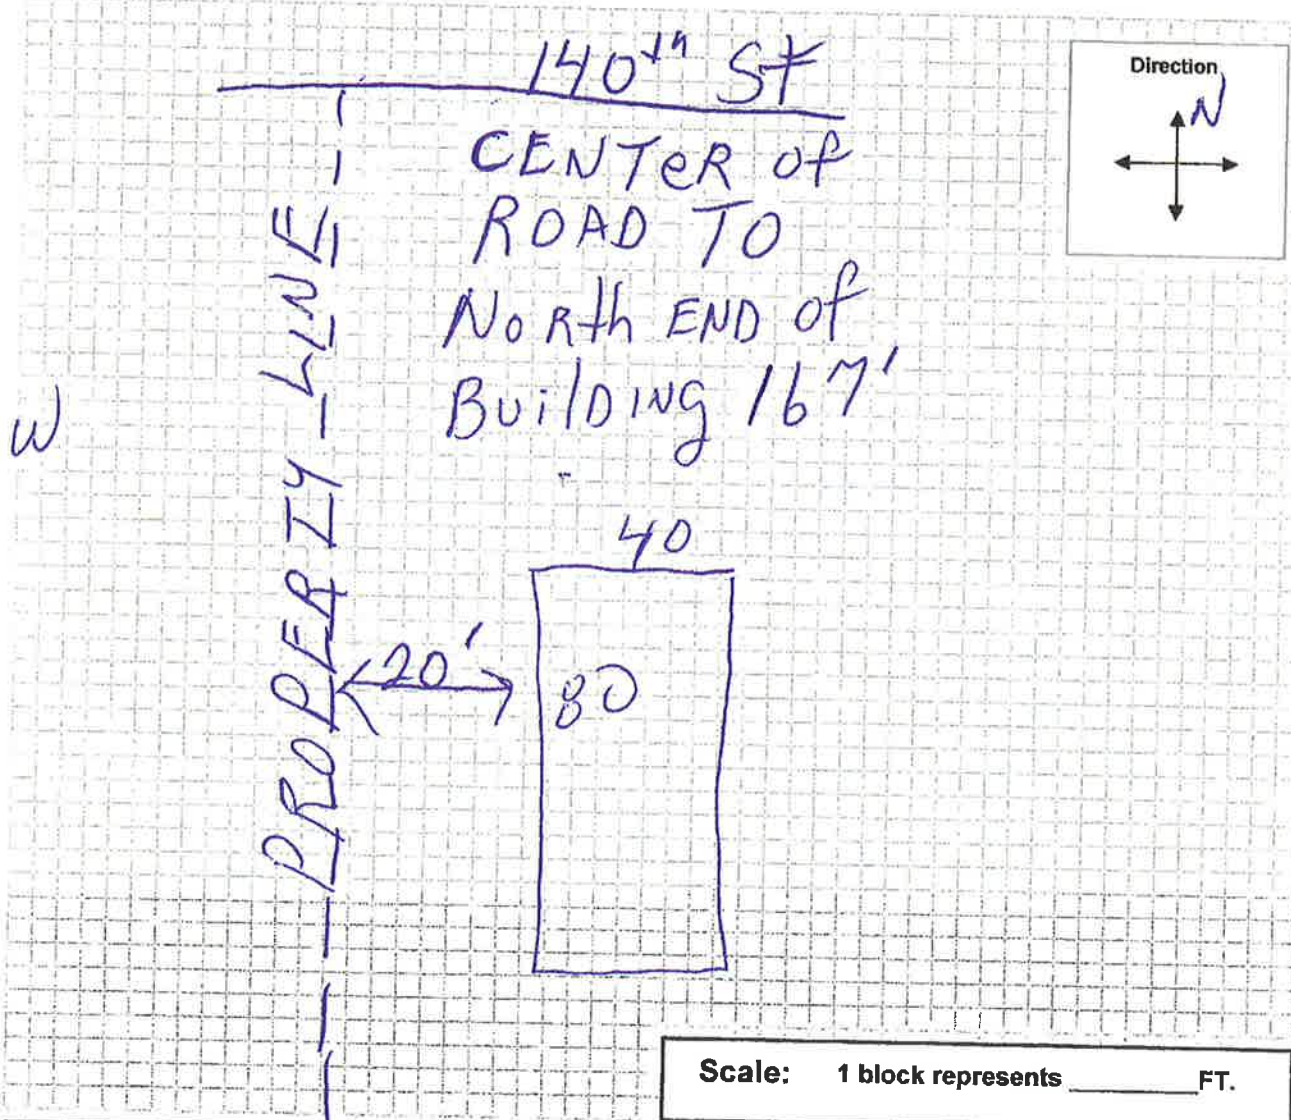 140th St
Direction
N
CENTER of
ROAD TO
North END of
BuilDING 167'
W
PROPERTY LINE
40
20'
80
Scale: 1 block represents ________ FT.